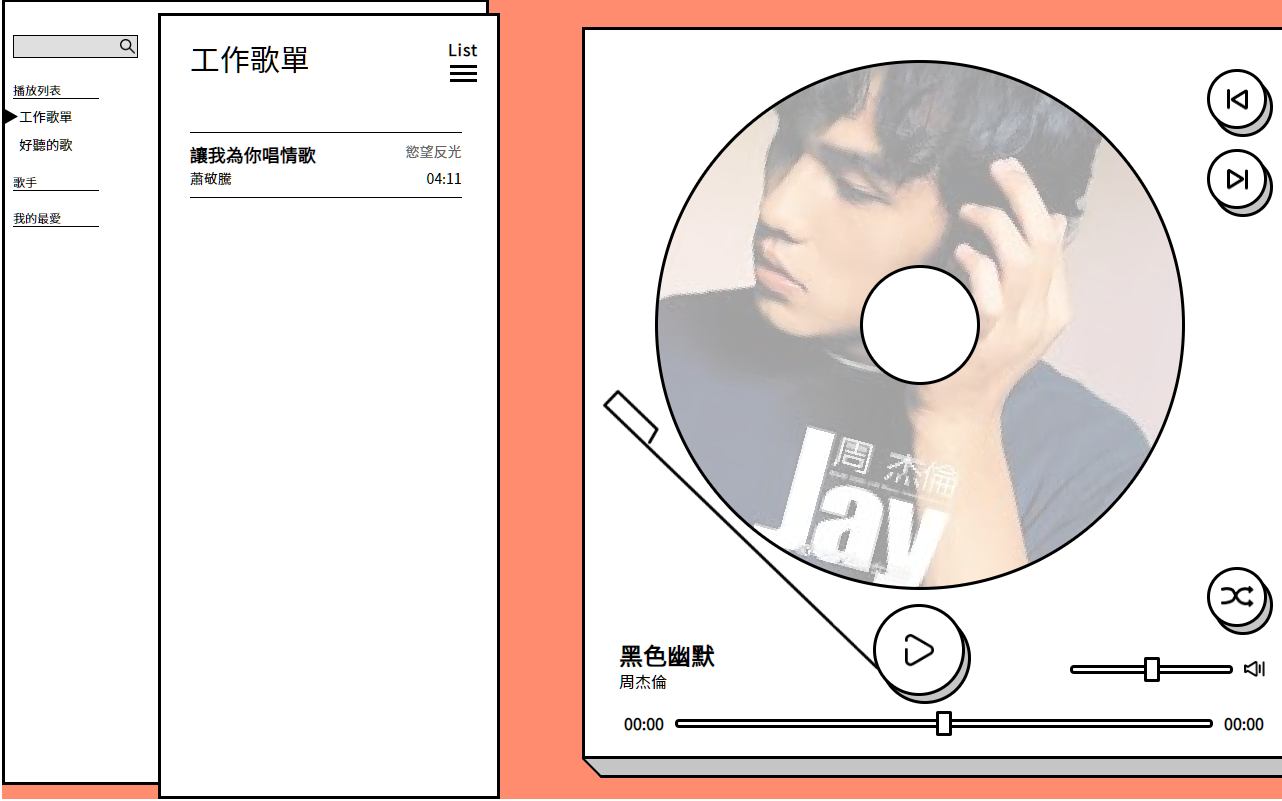 播放列表
工作歌單
好聽的歌
歌手
我的最愛
工作歌單
List
讓我為你唱情歌
慾望反光
蕭敬騰
04:11
周杰倫
Jay
黑色幽默
周杰倫
00:00
00:00